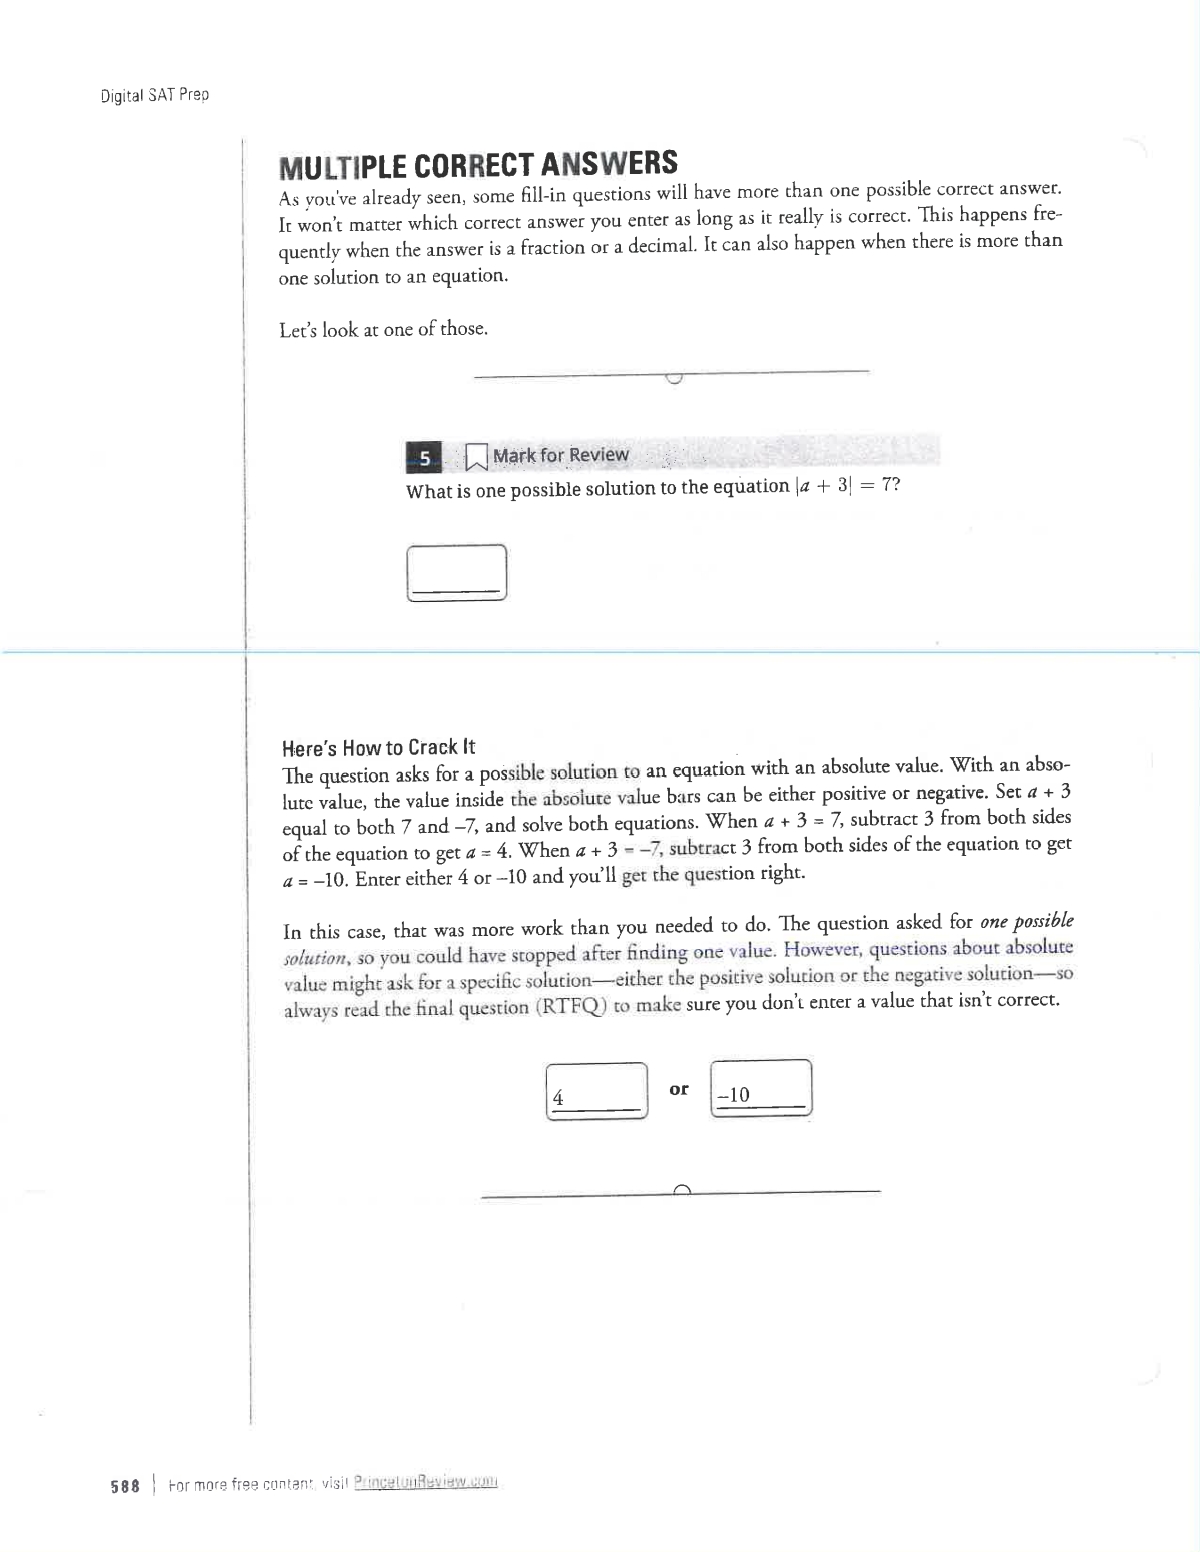 Digital SAT Prep
MULTIPLE CORRECT ANSWERS
As you've already seen, some fill-in questions will have more than one possible correct answer.
It won't matter which correct answer you enter as long as it really is correct. This happens fre-
quently when the answer is a fraction or a decimal. It can also happen when there is more than
one solution to an equation.
Let's look at one of those.
5 Mark for Review
What is one possible solution to the equation |a + 3| = 7?
Here's How to Crack It
The question asks for a possible solution to an equation with an absolute value. With an abso-
lute value, the value inside the absolute value bars can be either positive or negative. Set a + 3
equal to both 7 and –7, and solve both equations. When a + 3 = 7, subtract 3 from both sides
of the equation to get a = 4. When a + 3 = –7, subtract 3 from both sides of the equation to get
a = –10. Enter either 4 or –10 and you'll get the question right.
In this case, that was more work than you needed to do. The question asked for one possible
solution, so you could have stopped after finding one value. However, questions about absolute
value might ask for a specific solution—either the positive solution or the negative solution—so
always read the final question (RTFQ) to make sure you don't enter a value that isn't correct.
4 or –10
588 | For more free content, visit PrincetonReview.com